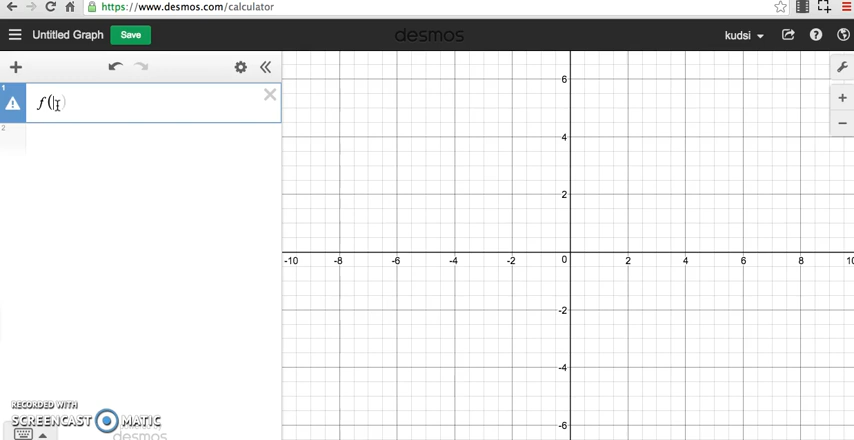 https://www.desmos.com/calculator
Untitled Graph
Save
desmos
kudsi
1
f(
2
6
4
2
-10 -8 -6 -4 -2 0 2 4 6 8 10
-2
-4
-6
RECORDED WITH
SCREENCAST MATIC
desmos